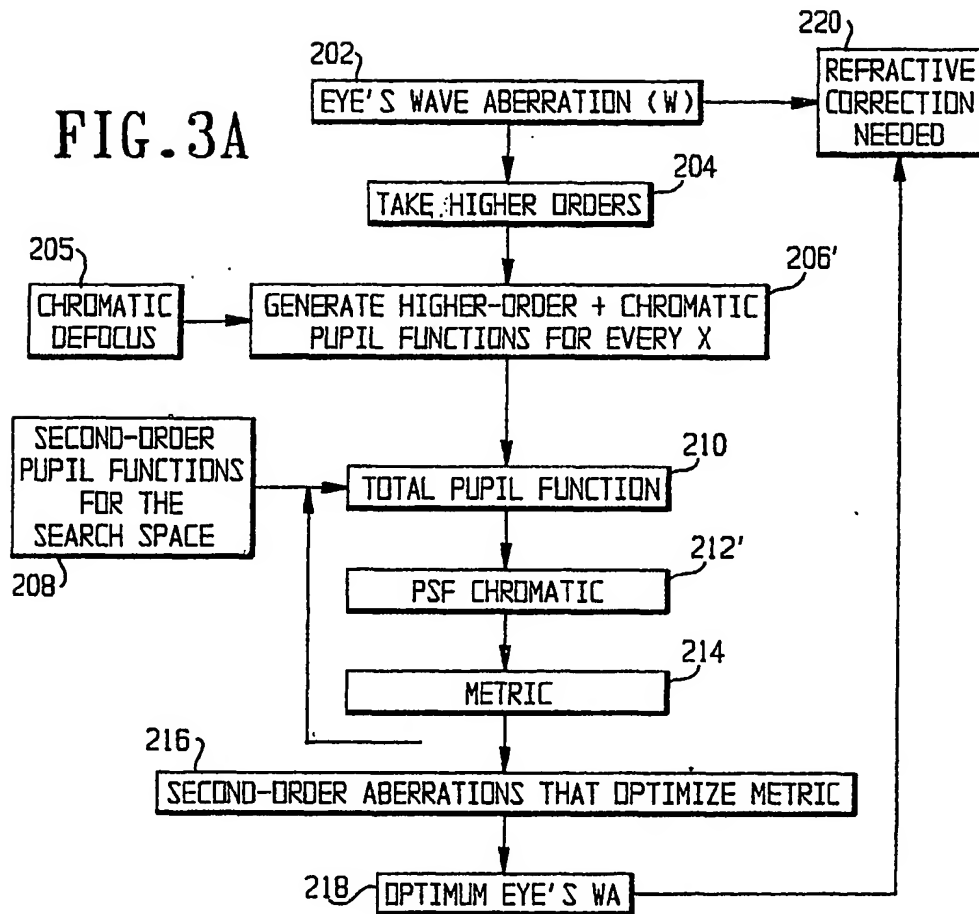 FIG.3A
202
EYE'S WAVE ABERRATION (W)
220
REFRACTIVE
CORRECTION
NEEDED
204
TAKE HIGHER ORDERS
205
CHROMATIC
DEFOCUS
206'
GENERATE HIGHER-ORDER + CHROMATIC
PUPIL FUNCTIONS FOR EVERY X
SECOND-ORDER
PUPIL FUNCTIONS
FOR THE
SEARCH SPACE
208
210
TOTAL PUPIL FUNCTION
212'
PSF CHROMATIC
214
METRIC
216
SECOND-ORDER ABERRATIONS THAT OPTIMIZE METRIC
218
OPTIMUM EYE'S WA